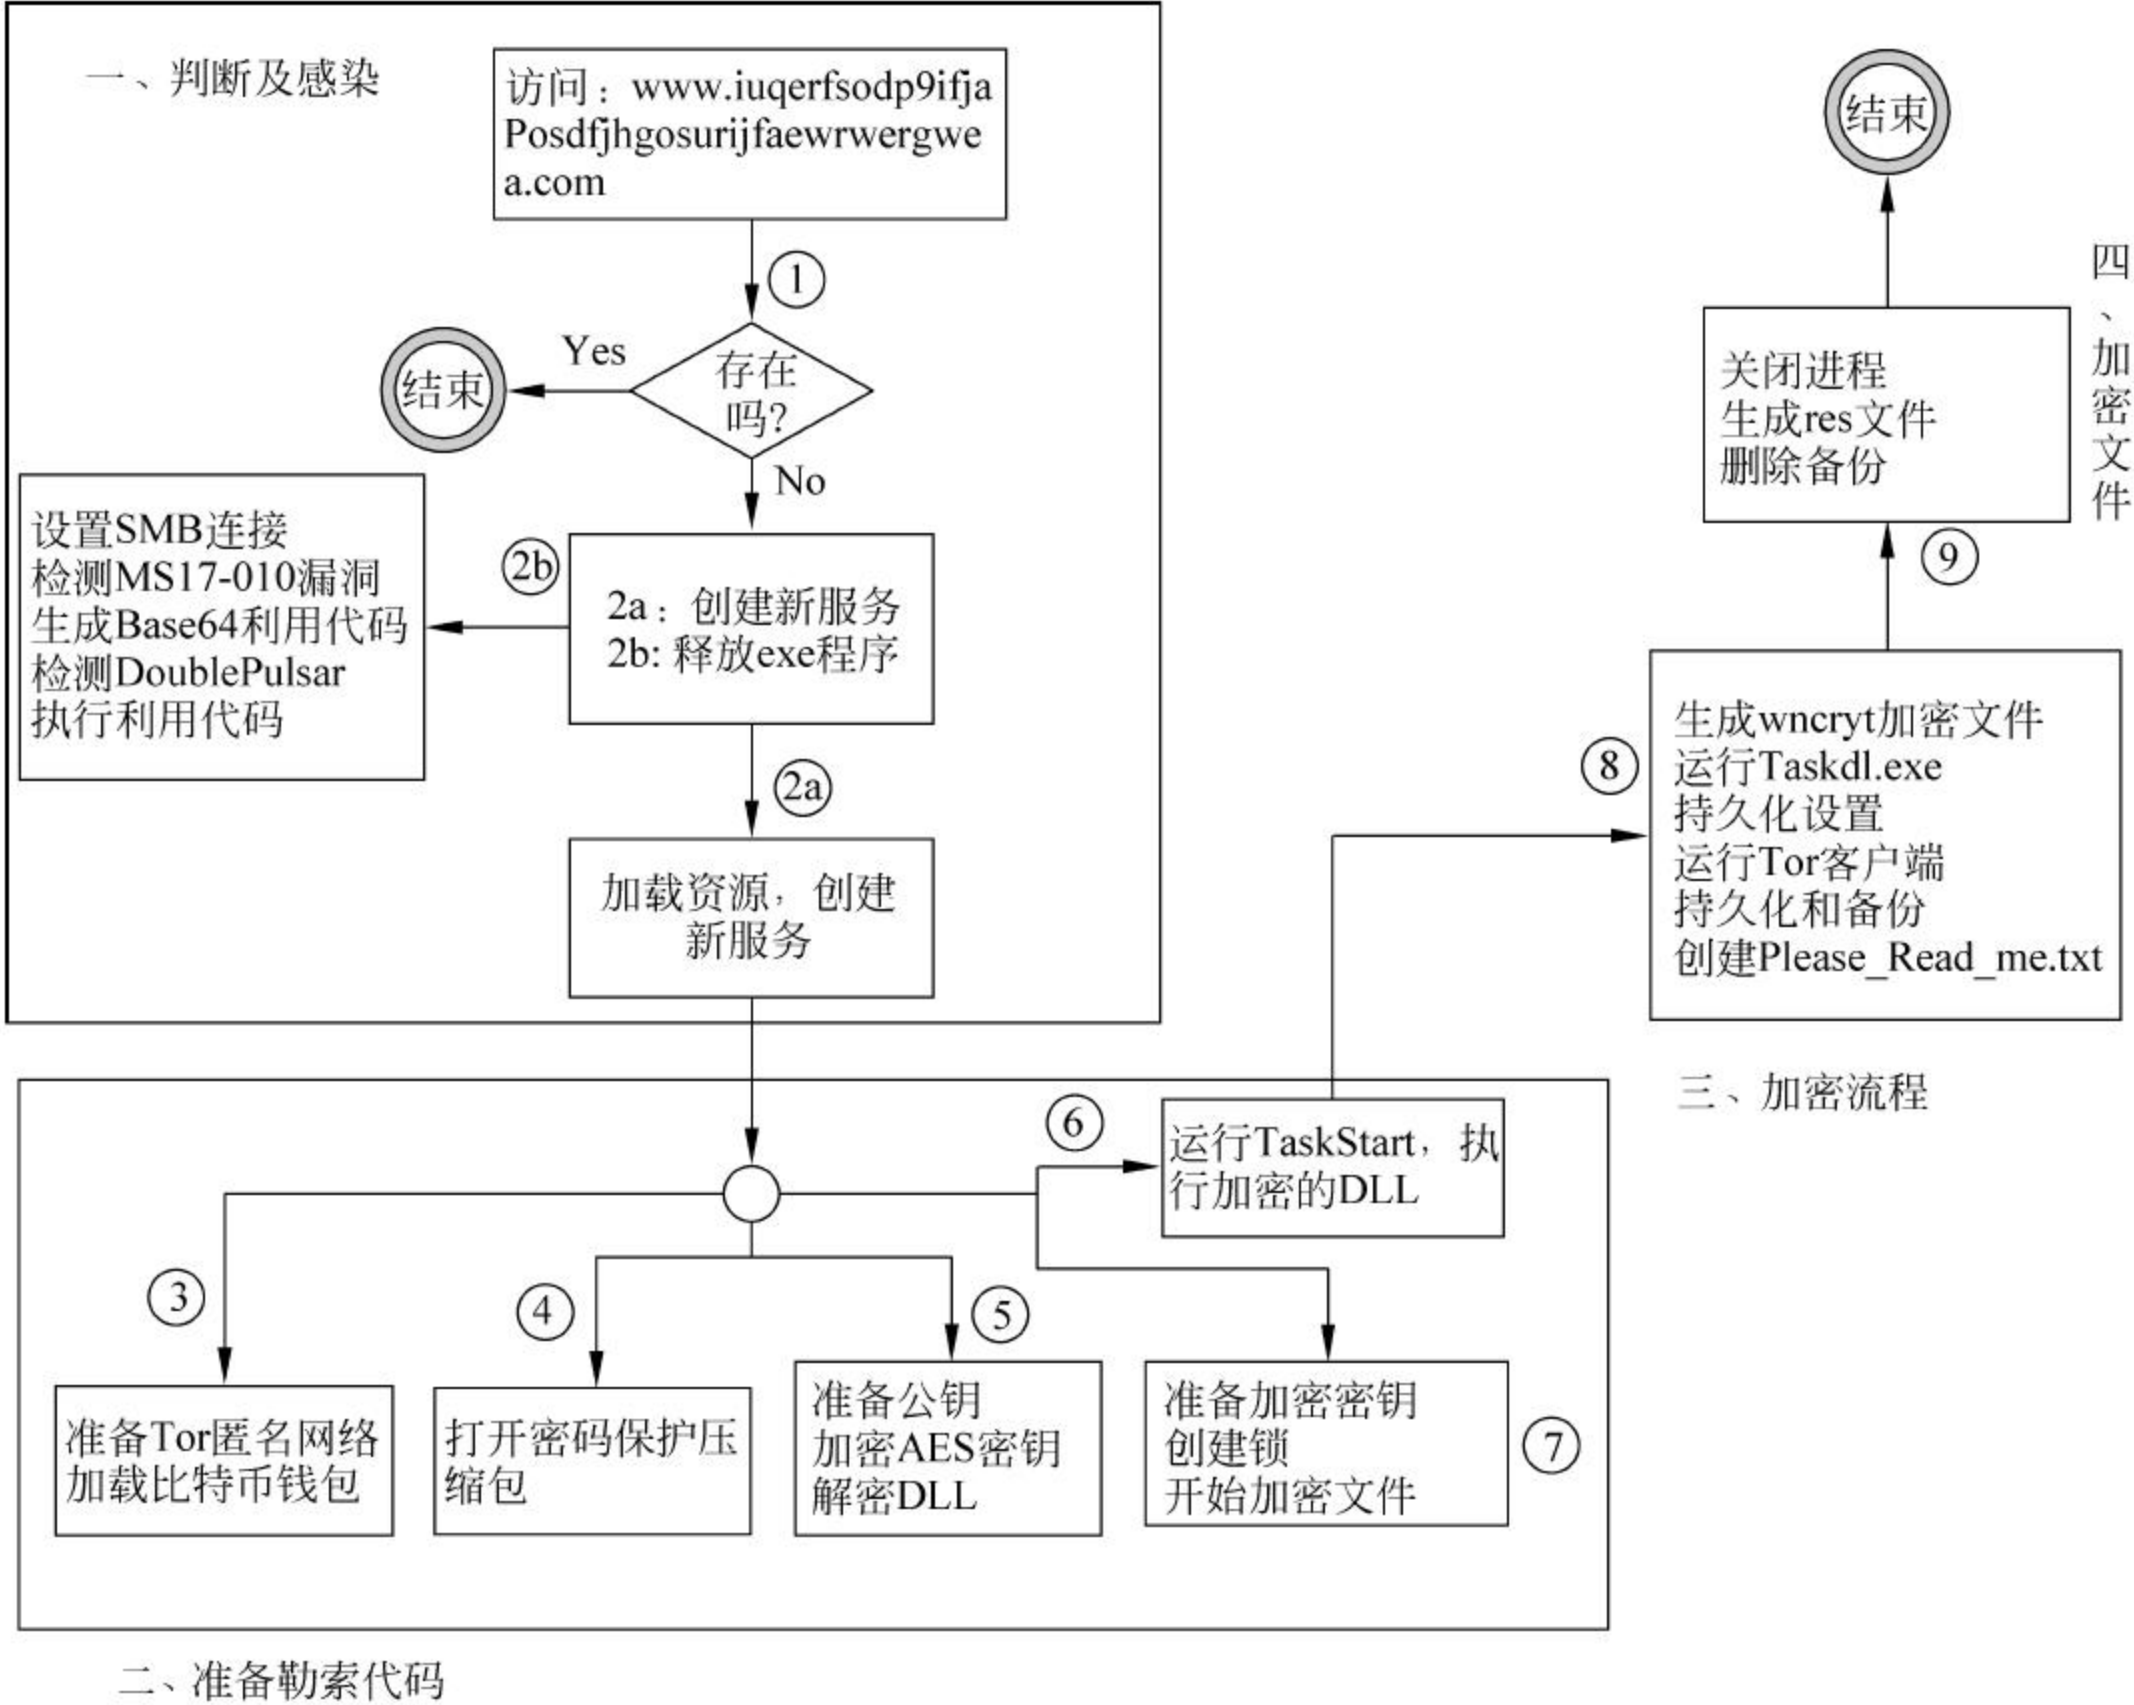 一、判断及感染
访问：www.iuqerfsodp9ifja
Posdfjhgosurijfaewrwergwe
a.com
①
Yes
存在
吗?
结束
No
设置SMB连接
检测MS17-010漏洞
生成Base64利用代码
检测DoublePulsar
执行利用代码
2b
2a：创建新服务
2b: 释放exe程序
2a
加载资源，创建
新服务
③
④
⑤
⑥
运行TaskStart，执
行加密的DLL
准备Tor匿名网络
加载比特币钱包
打开密码保护压
缩包
准备公钥
加密AES密钥
解密DLL
准备加密密钥
创建锁
开始加密文件
⑦
二、准备勒索代码
⑧
生成wncryt加密文件
运行Taskdl.exe
持久化设置
运行Tor客户端
持久化和备份
创建Please_Read_me.txt
三、加密流程
⑨
关闭进程
生成res文件
删除备份
结束
四、加密文件